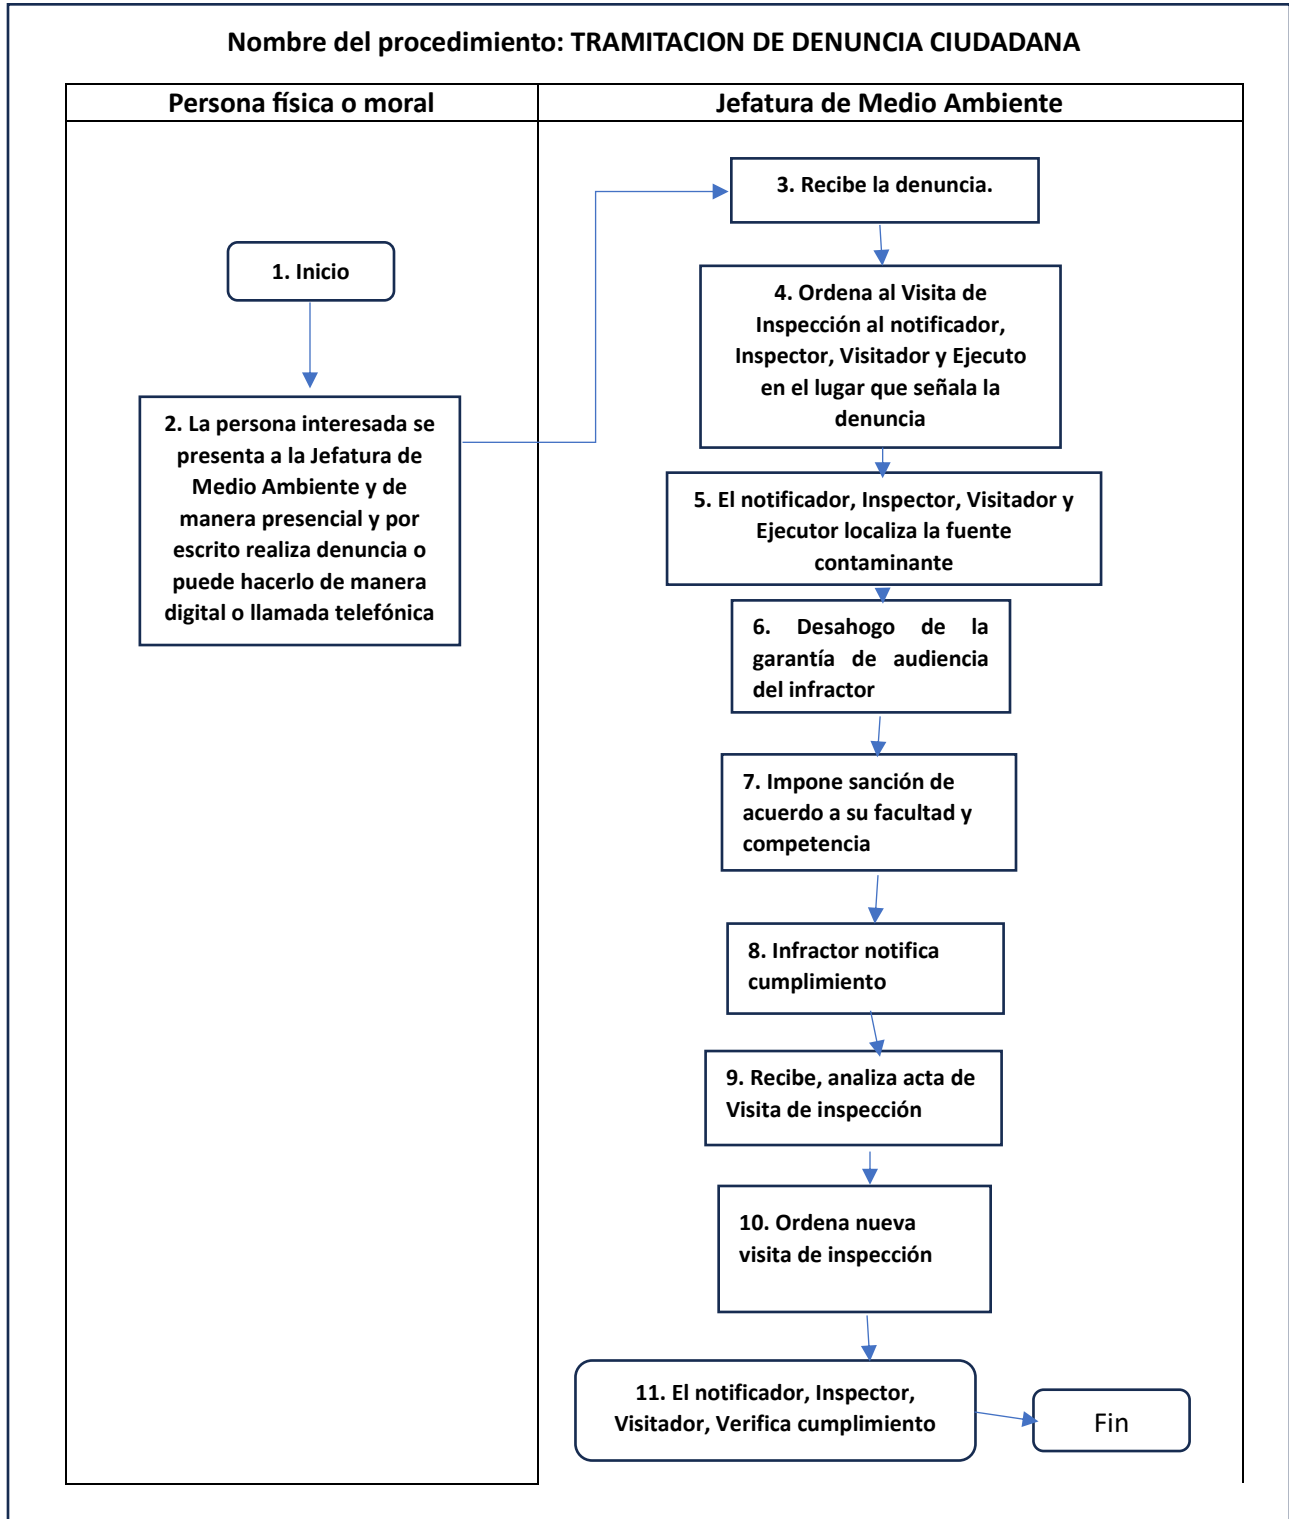 Nombre del procedimiento: TRAMITACION DE DENUNCIA CIUDADANA
Persona física o moral
Jefatura de Medio Ambiente
1. Inicio
2. La persona interesada se
presenta a la Jefatura de
Medio Ambiente y de
manera presencial y por
escrito realiza denuncia o
puede hacerlo de manera
digital o llamada telefónica
3. Recibe la denuncia.
4. Ordena al Visita de
Inspección al notificador,
Inspector, Visitador y Ejecuto
en el lugar que señala la
denuncia
5. El notificador, Inspector, Visitador y
Ejecutor localiza la fuente
contaminante
6. Desahogo de la
garantía de audiencia
del infractor
7. Impone sanción de
acuerdo a su facultad y
competencia
8. Infractor notifica
cumplimiento
9. Recibe, analiza acta de
Visita de inspección
10. Ordena nueva
visita de inspección
11. El notificador, Inspector,
Visitador, Verifica cumplimiento
Fin